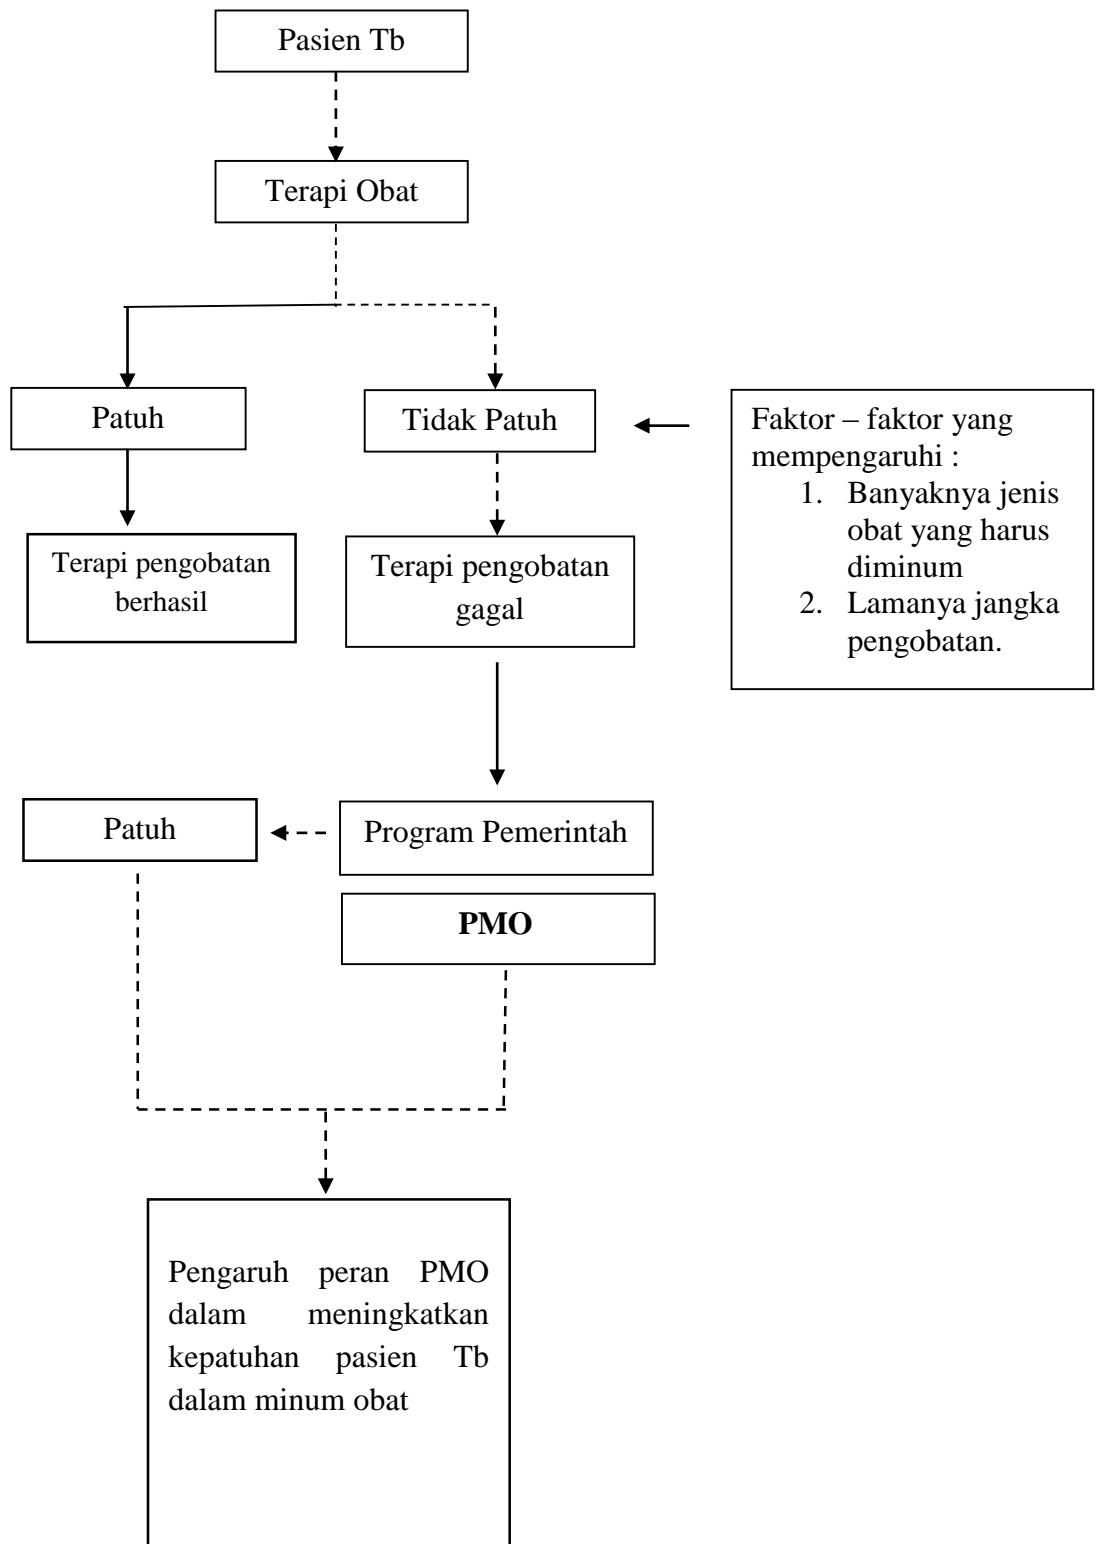 Pasien Tb
Terapi Obat
Patuh
Tidak Patuh
Faktor – faktor yang
mempengaruhi :
1. Banyaknya jenis
obat yang harus
diminum
2. Lamanya jangka
pengobatan.
Terapi pengobatan
berhasil
Terapi pengobatan
gagal
Patuh
Program Pemerintah
PMO
Pengaruh peran PMO
dalam meningkatkan
kepatuhan pasien Tb
dalam minum obat